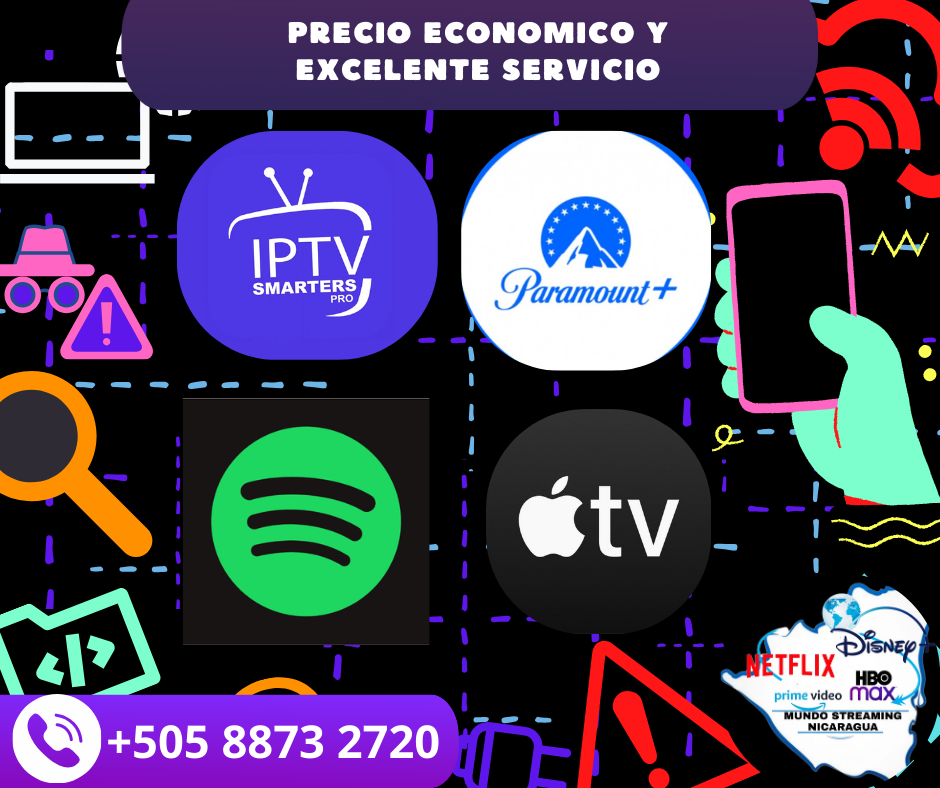 PRECIO ECONOMICO Y
EXCELENTE SERVICIO
IPTV
SMARTERS
PRO
Paramount+
tv
</>
DISNEY+
NETFLIX
HBO
max
prime video
MUNDO STREAMING
NICARAGUA
+505 8873 2720